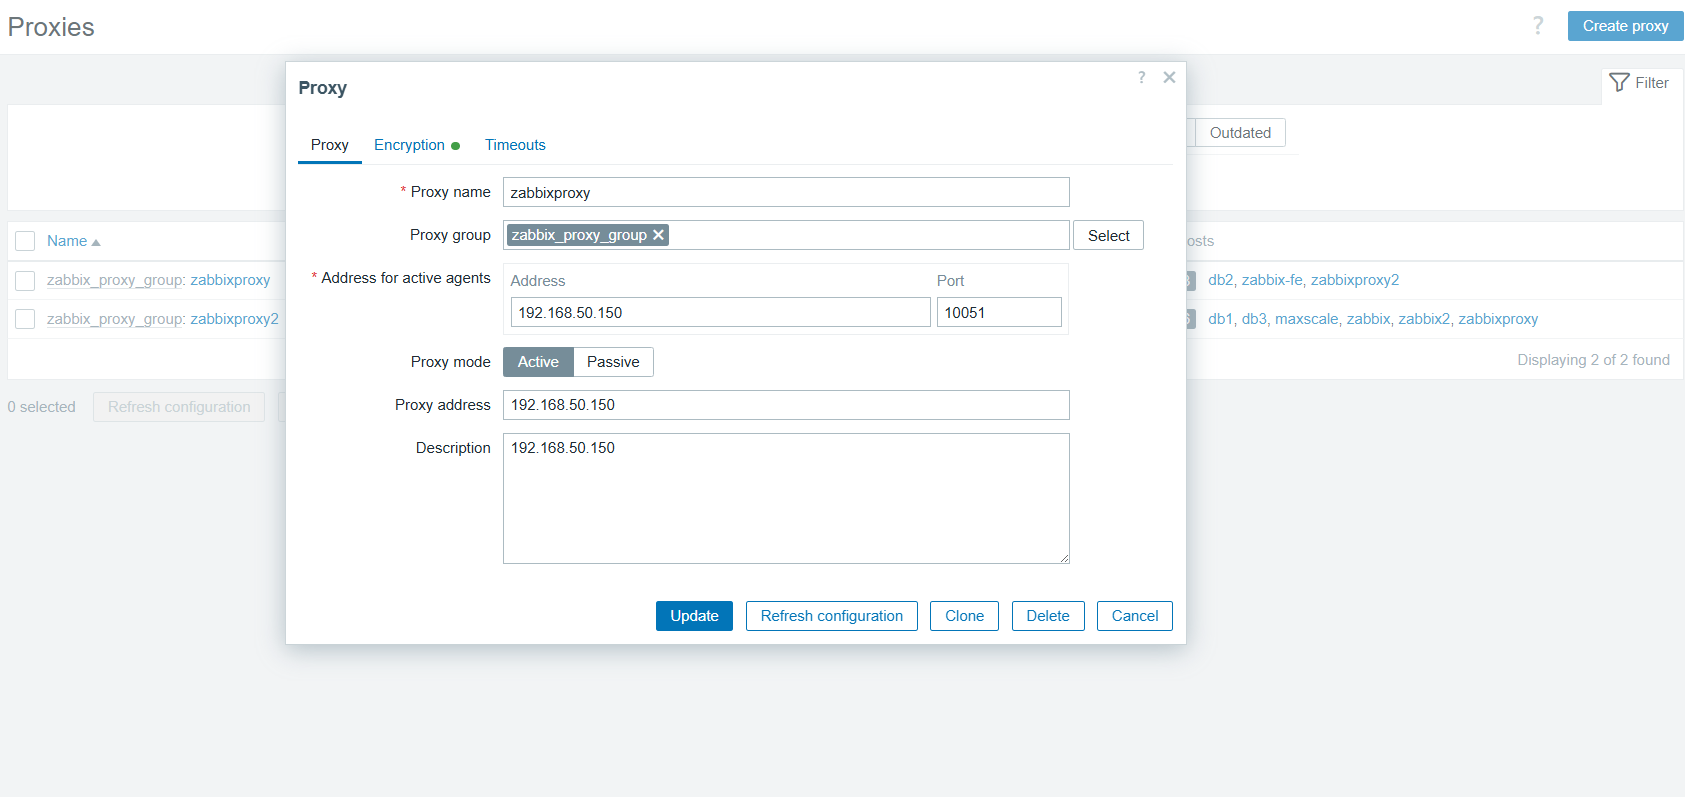 Proxies
? Create proxy
Filter
Outdated
Name
zabbix_proxy_group: zabbixproxy
db2, zabbix-fe, zabbixproxy2
zabbix_proxy_group: zabbixproxy2
db1, db3, maxscale, zabbix, zabbix2, zabbixproxy
Displaying 2 of 2 found
0 selected Refresh configuration
Proxy
?
Proxy Encryption Timeouts
* Proxy name zabbixproxy
Proxy group zabbix_proxy_group Select
* Address for active agents Address Port
192.168.50.150 10051
Proxy mode Active Passive
Proxy address 192.168.50.150
Description 192.168.50.150
Update Refresh configuration Clone Delete Cancel